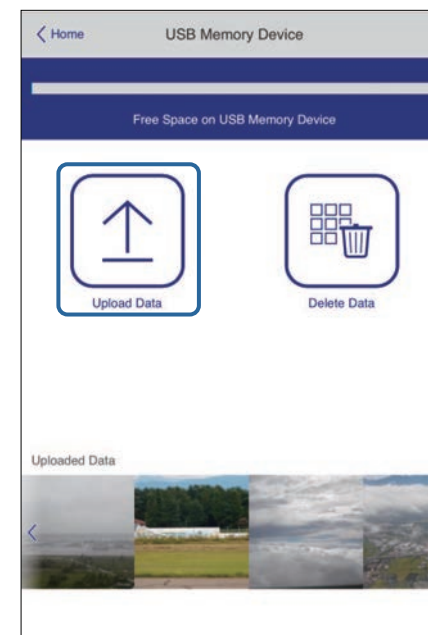 Home
USB Memory Device
Free Space on USB Memory Device
Upload Data
Delete Data
Uploaded Data